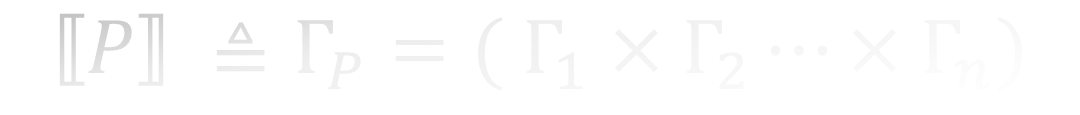 ⟦P⟧ ≜ Γ_P = ( Γ_1 × Γ_2 ⋯ × Γ_n )